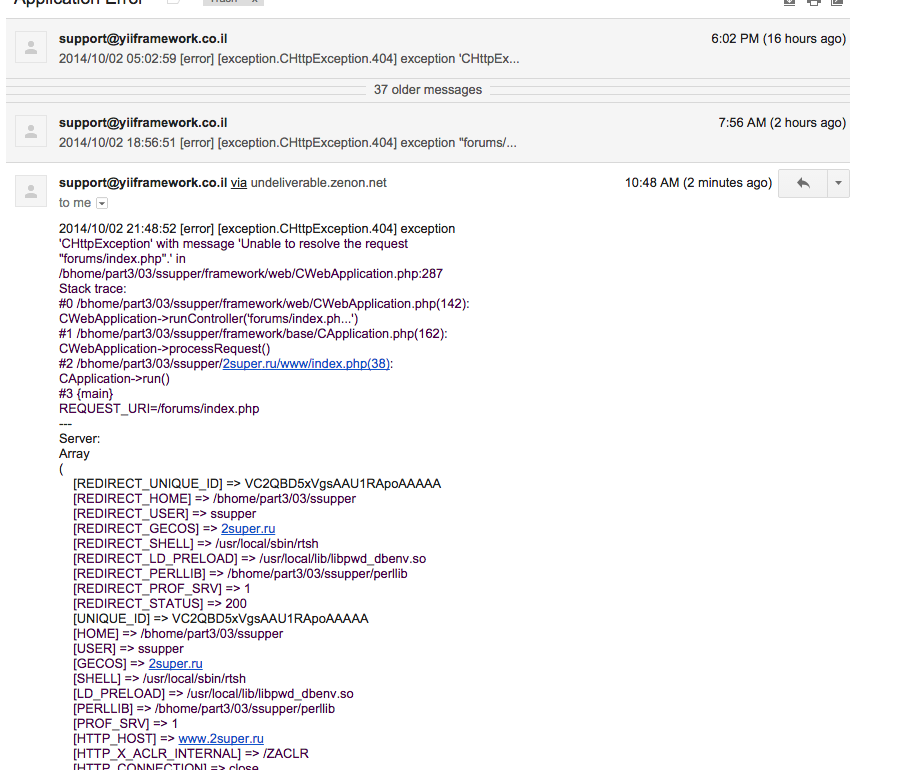 Application Error
Trash x
support@yiiframework.co.il 6:02 PM (16 hours ago)
2014/10/02 05:02:59 [error] [exception.CHttpException.404] exception 'CHttpEx...
37 older messages
support@yiiframework.co.il 7:56 AM (2 hours ago)
2014/10/02 18:56:51 [error] [exception.CHttpException.404] exception "forums/...
support@yiiframework.co.il via undeliverable.zenon.net 10:48 AM (2 minutes ago)
to me
2014/10/02 21:48:52 [error] [exception.CHttpException.404] exception
'CHttpException' with message 'Unable to resolve the request
"forums/index.php".' in
/bhome/part3/03/ssupper/framework/web/CWebApplication.php:287
Stack trace:
#0 /bhome/part3/03/ssupper/framework/web/CWebApplication.php(142):
CWebApplication->runController('forums/index.ph...')
#1 /bhome/part3/03/ssupper/framework/base/CApplication.php(162):
CWebApplication->processRequest()
#2 /bhome/part3/03/ssupper/2super.ru/www/index.php(38):
CApplication->run()
#3 {main}
REQUEST_URI=/forums/index.php
---
Server:
Array
(
[REDIRECT_UNIQUE_ID] => VC2QBD5xVgsAAU1RApoAAAAA
[REDIRECT_HOME] => /bhome/part3/03/ssupper
[REDIRECT_USER] => ssupper
[REDIRECT_GECOS] => 2super.ru
[REDIRECT_SHELL] => /usr/local/sbin/rtsh
[REDIRECT_LD_PRELOAD] => /usr/local/lib/libpwd_dbenv.so
[REDIRECT_PERLLIB] => /bhome/part3/03/ssupper/perllib
[REDIRECT_PROF_SRV] => 1
[REDIRECT_STATUS] => 200
[UNIQUE_ID] => VC2QBD5xVgsAAU1RApoAAAAA
[HOME] => /bhome/part3/03/ssupper
[USER] => ssupper
[GECOS] => 2super.ru
[SHELL] => /usr/local/sbin/rtsh
[LD_PRELOAD] => /usr/local/lib/libpwd_dbenv.so
[PERLLIB] => /bhome/part3/03/ssupper/perllib
[PROF_SRV] => 1
[HTTP_HOST] => www.2super.ru
[HTTP_X_ACLR_INTERNAL] => /ZACLR
[HTTP_CONNECTION] => close